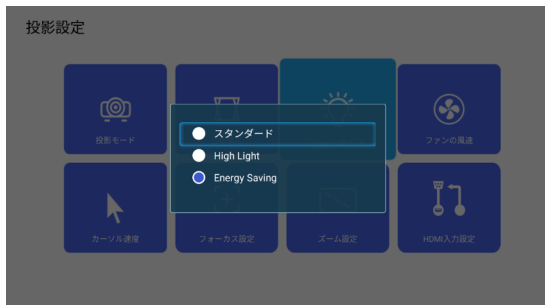 投影設定
投影モード
ファンの風速
スタンダード
High Light
Energy Saving
カーソル速度
フォーカス設定
ズーム設定
HDMI入力設定